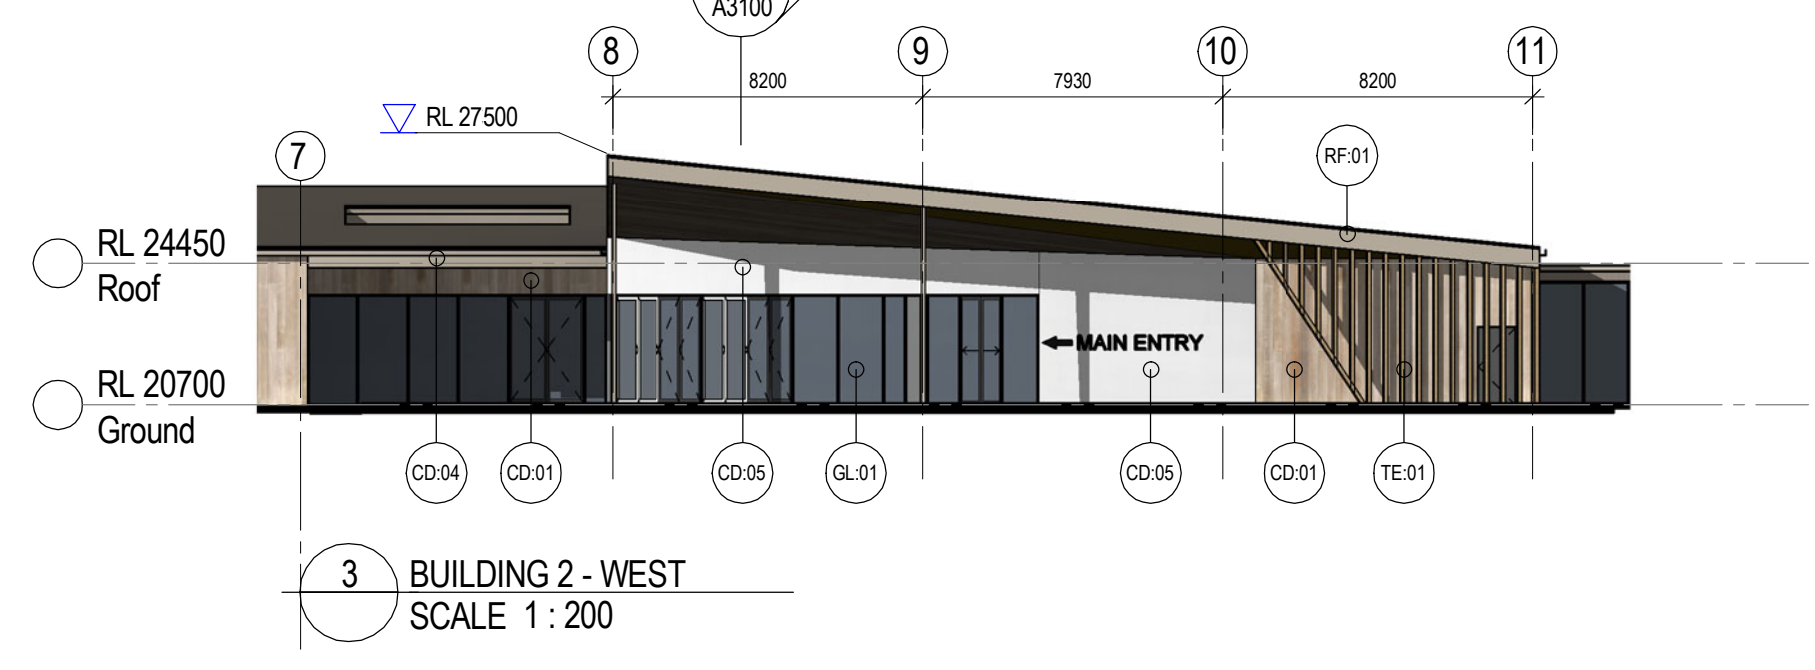 A3100
8
9
10
11
8200
7930
8200
RL 27500
7
RF:01
RL 24450
Roof
MAIN ENTRY
RL 20700
Ground
CD:04
CD:01
CD:05
GL:01
CD:05
CD:01
TE:01
3
BUILDING 2 - WEST
SCALE 1 : 200